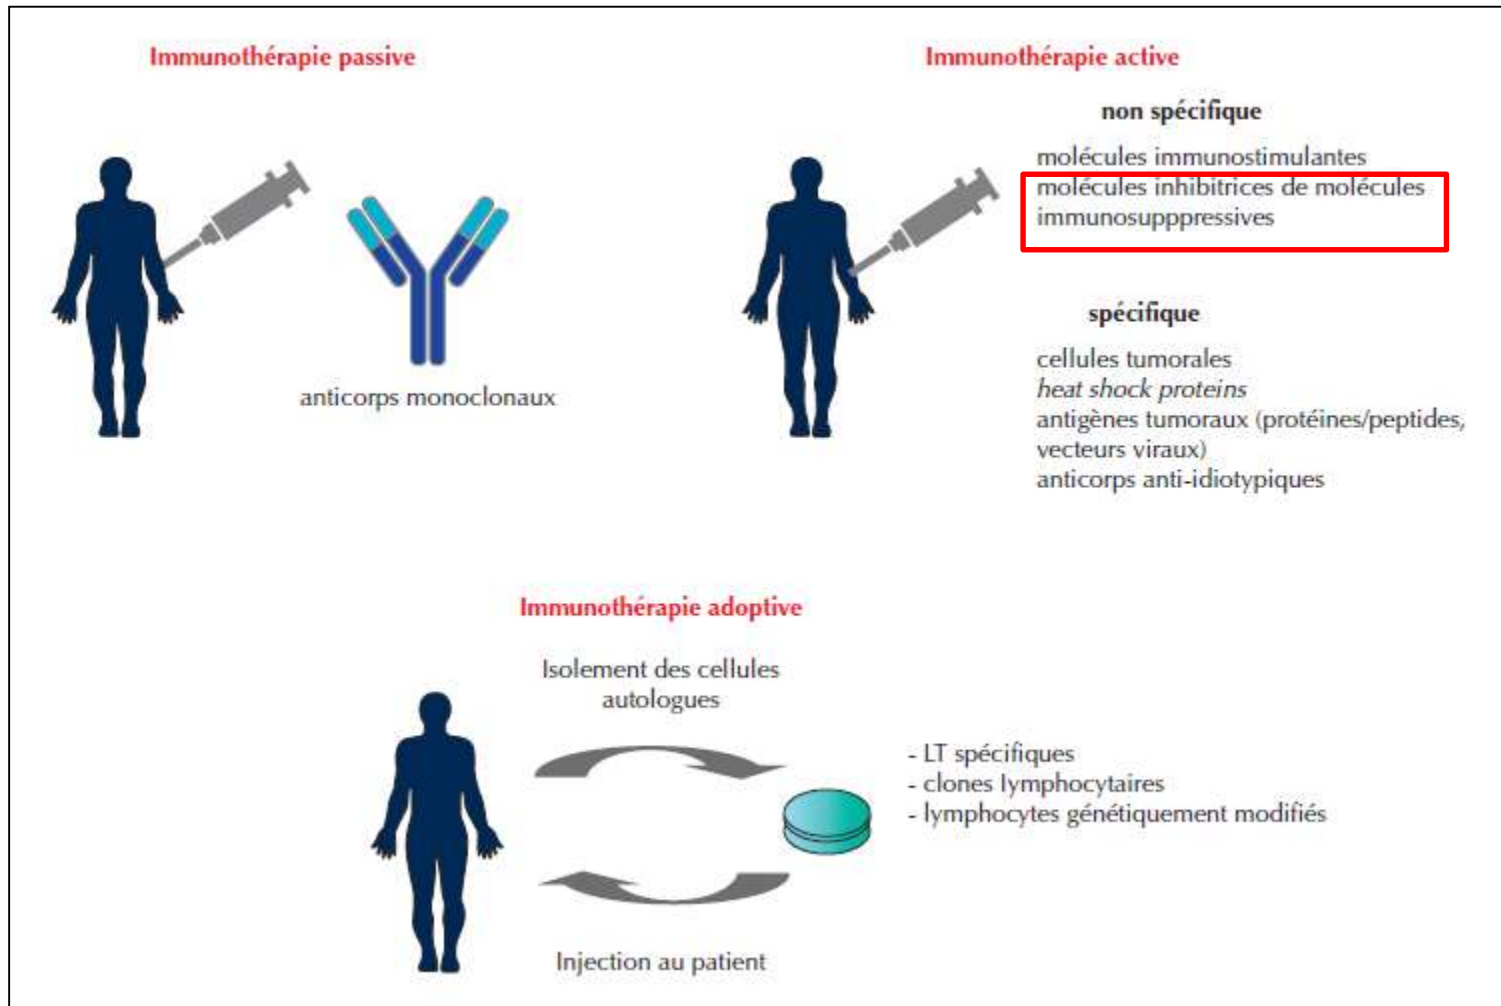 Immunothérapie passive
anticorps monoclonaux
Immunothérapie active
non spécifique
molécules immunostimulantes
molécules inhibitrices de molécules
immunosupppressives
spécifique
cellules tumorales
heat shock proteins
antigènes tumoraux (protéines/peptides,
vecteurs viraux)
anticorps anti-idiotypiques
Immunothérapie adoptive
Isolement des cellules
autologues
- LT spécifiques
- clones lymphocytaires
- lymphocytes génétiquement modifiés
Injection au patient